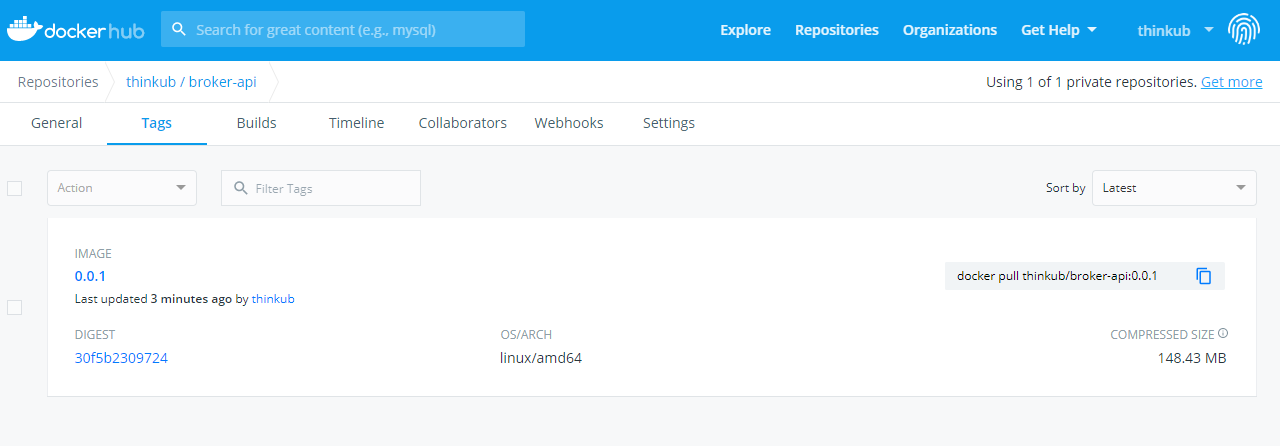 docker hub
Search for great content (e.g., mysql)
Explore
Repositories
Organizations
Get Help
thinkub
Repositories
thinkub / broker-api
Using 1 of 1 private repositories. Get more
General
Tags
Builds
Timeline
Collaborators
Webhooks
Settings
Action
Filter Tags
Sort by
Latest
IMAGE
0.0.1
Last updated 3 minutes ago by thinkub
docker pull thinkub/broker-api:0.0.1
DIGEST
30f5b2309724
OS/ARCH
linux/amd64
COMPRESSED SIZE
148.43 MB